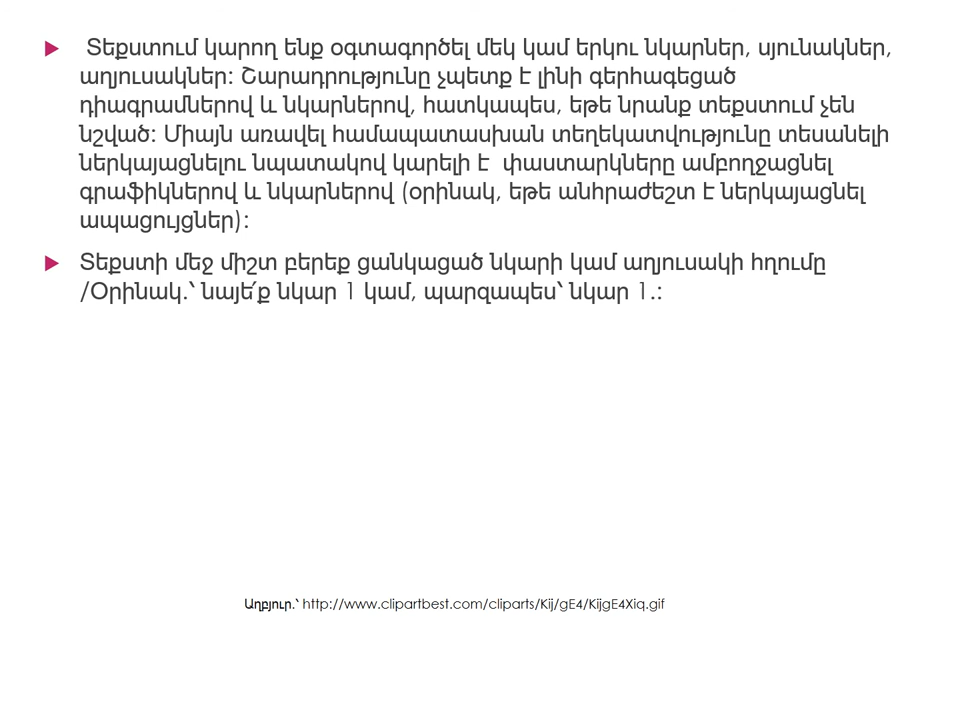 Տեքստում կարող ենք օգտագործել մեկ կամ երկու նկարներ, սյունակներ,
աղյուսակներ: Շարադրությունը չպետք է լինի գերհագեցած
դիագրամներով և նկարներով, հատկապես, եթե նրանք տեքստում չեն
նշված: Միայն առավել համապատասխան տեղեկատվությունը տեսանելի
ներկայացնելու նպատակով կարելի է փաստարկները ամբողջացնել
գրաֆիկներով և նկարներով (օրինակ, եթե անհրաժեշտ է ներկայացնել
ապացույցներ):
Տեքստի մեջ միշտ բերեք ցանկացած նկարի կամ աղյուսակի հղումը
/Օրինակ.՝ նայե՛ք նկար 1 կամ, պարզապես՝ նկար 1.:
Աղբյուր.՝ http://www.clipartbest.com/cliparts/Kij/gE4/KijgE4Xiq.gif